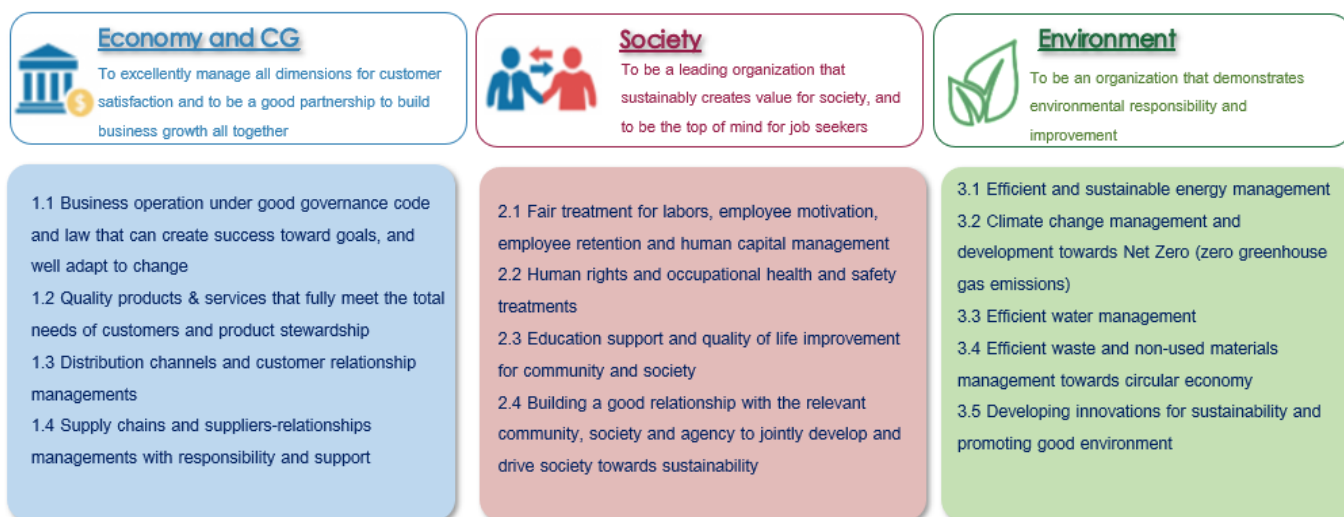 Economy and CG
To excellently manage all dimensions for customer
satisfaction and to be a good partnership to build
business growth all together
Society
To be a leading organization that
sustainably creates value for society, and
to be the top of mind for job seekers
Environment
To be an organization that demonstrates
environmental responsibility and
improvement
1.1 Business operation under good governance code
and law that can create success toward goals, and
well adapt to change
1.2 Quality products & services that fully meet the total
needs of customers and product stewardship
1.3 Distribution channels and customer relationship
managements
1.4 Supply chains and suppliers-relationships
managements with responsibility and support
2.1 Fair treatment for labors, employee motivation,
employee retention and human capital management
2.2 Human rights and occupational health and safety
treatments
2.3 Education support and quality of life improvement
for community and society
2.4 Building a good relationship with the relevant
community, society and agency to jointly develop and
drive society towards sustainability
3.1 Efficient and sustainable energy management
3.2 Climate change management and
development towards Net Zero (zero greenhouse
gas emissions)
3.3 Efficient water management
3.4 Efficient waste and non-used materials
management towards circular economy
3.5 Developing innovations for sustainability and
promoting good environment